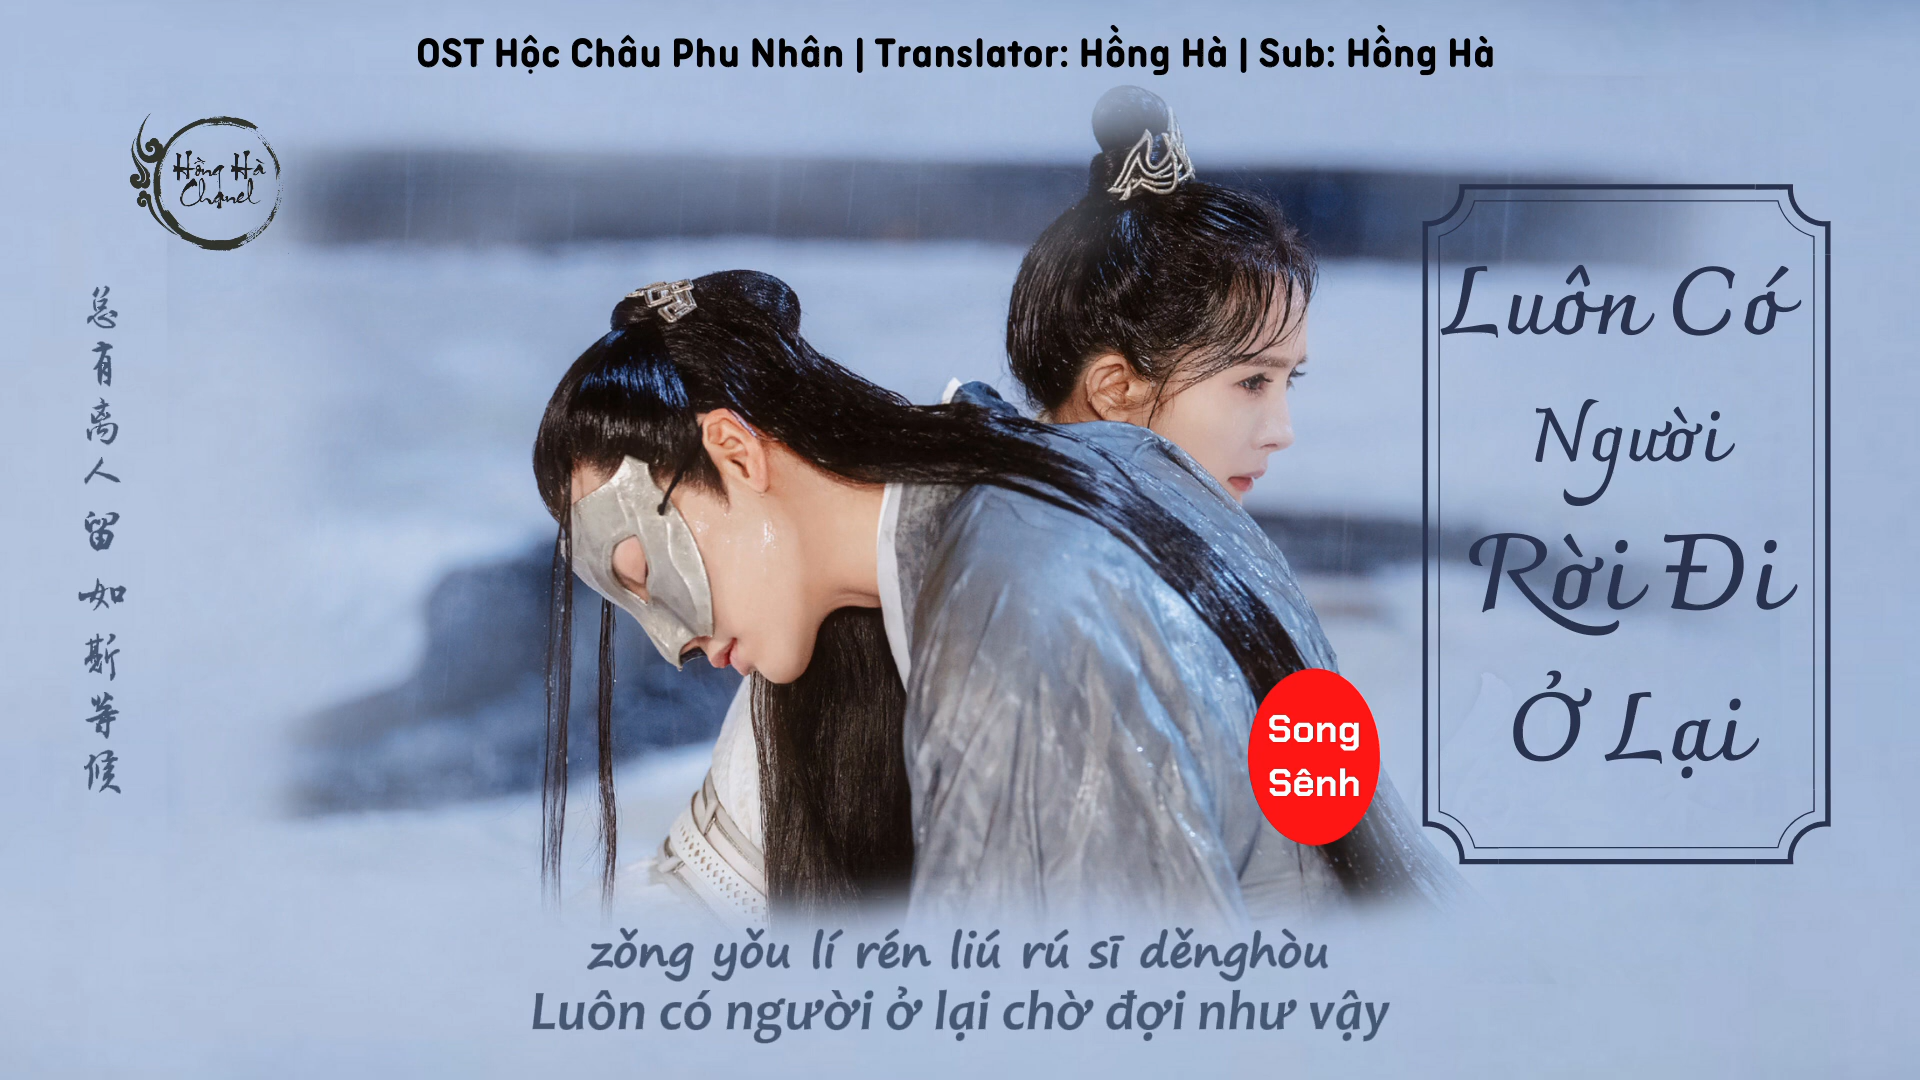 OST Hộc Châu Phu Nhân | Translator: Hồng Hà | Sub: Hồng Hà
Hồng Hà
Chanel
总有离人留如斯等候
Luôn Có
Người
Rời Đi
Ở Lại
Song
Sênh
zǒng yǒu lí rén liú rú sī děnghòu
Luôn có người ở lại chờ đợi như vậy